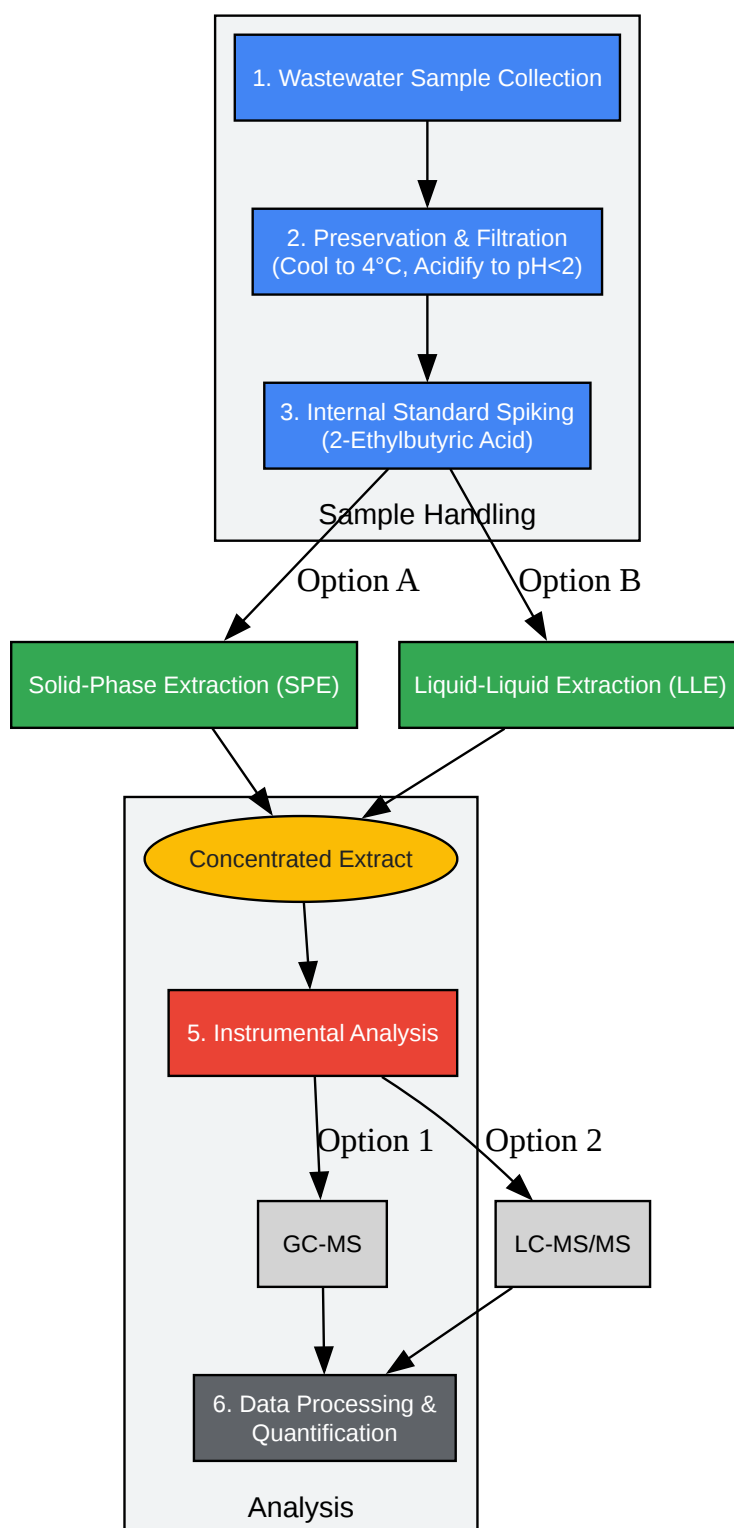 1. Wastewater Sample Collection
2. Preservation & Filtration
(Cool to 4°C, Acidify to pH<2)
3. Internal Standard Spiking
(2-Ethylbutyric Acid)
Sample Handling
Option A
Option B
Solid-Phase Extraction (SPE)
Liquid-Liquid Extraction (LLE)
Concentrated Extract
5. Instrumental Analysis
Option 1
Option 2
GC-MS
LC-MS/MS
6. Data Processing &
Quantification
Analysis